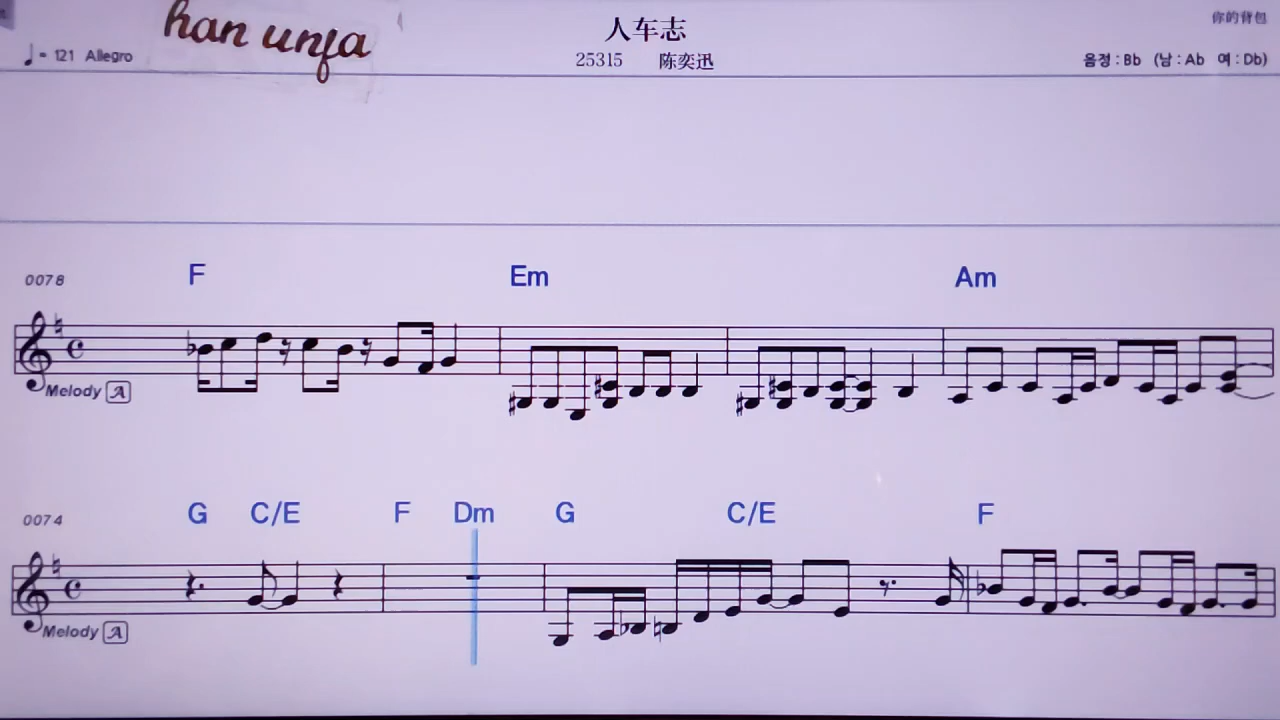 han unfa
人车志
你的背包
♩= 121 Allegro
25315 陈奕迅
음정 : Bb (남 : Ab 여 : Db)
0078
F Em Am
Melody A
0074
G C/E F Dm G C/E F
Melody A